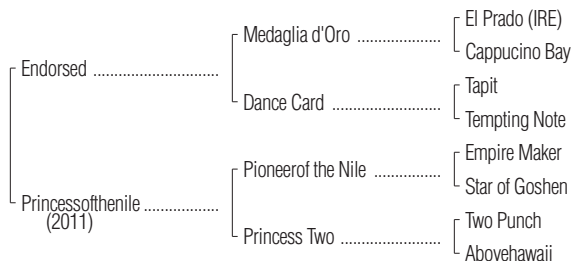 El Prado (IRE)
Medaglia d'Oro ....................
Cappucino Bay
Endorsed ..............................
Tapit
Dance Card ..........................
Tempting Note
Empire Maker
Pioneerof the Nile ................
Star of Goshen
Princessofthenile ..................
(2011)
Two Punch
Princess Two ........................
Abovehawaii